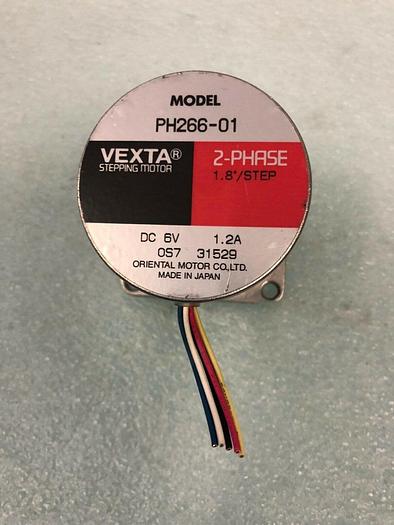 MODEL
PH266-01
VEXTA® 2-PHASE
STEPPING MOTOR 1.8°/STEP
DC 6V 1.2A
0S7 31529
ORIENTAL MOTOR CO.,LTD.
MADE IN JAPAN